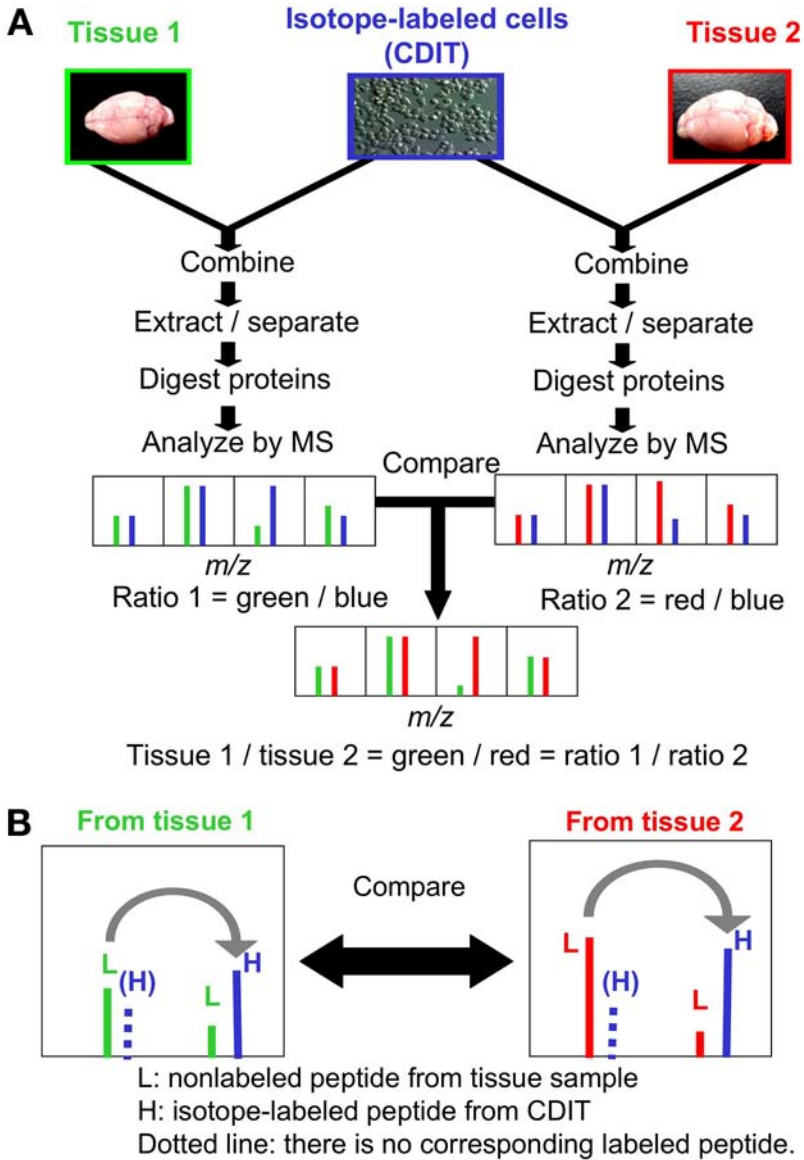 A
Tissue 1
Isotope-labeled cells
(CDIT)
Tissue 2
Combine
Combine
Extract / separate
Extract / separate
Digest proteins
Digest proteins
Analyze by MS
Analyze by MS
Compare
m/z
m/z
Ratio 1 = green / blue
Ratio 2 = red / blue
m/z
Tissue 1 / tissue 2 = green / red = ratio 1 / ratio 2
B
From tissue 1
From tissue 2
Compare
L
(H)
L
H
L
(H)
L
H
L: nonlabeled peptide from tissue sample
H: isotope-labeled peptide from CDIT
Dotted line: there is no corresponding labeled peptide.